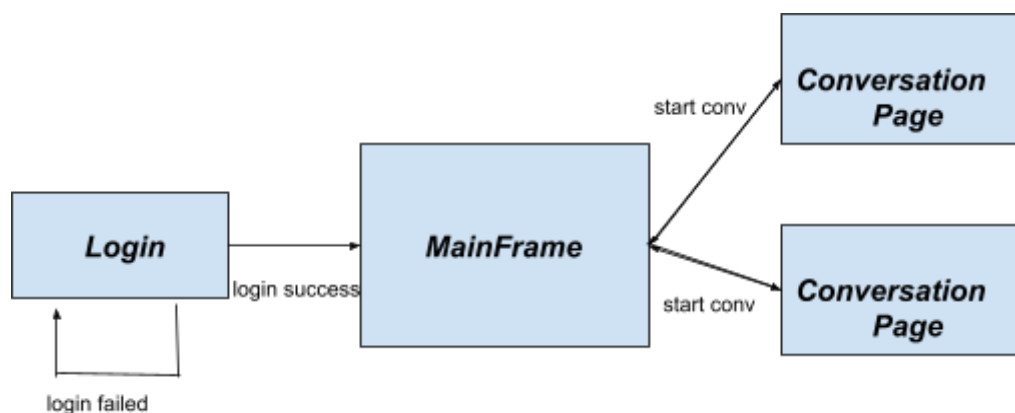 Login
login success
login failed
MainFrame
start conv
start conv
Conversation
Page
Conversation
Page